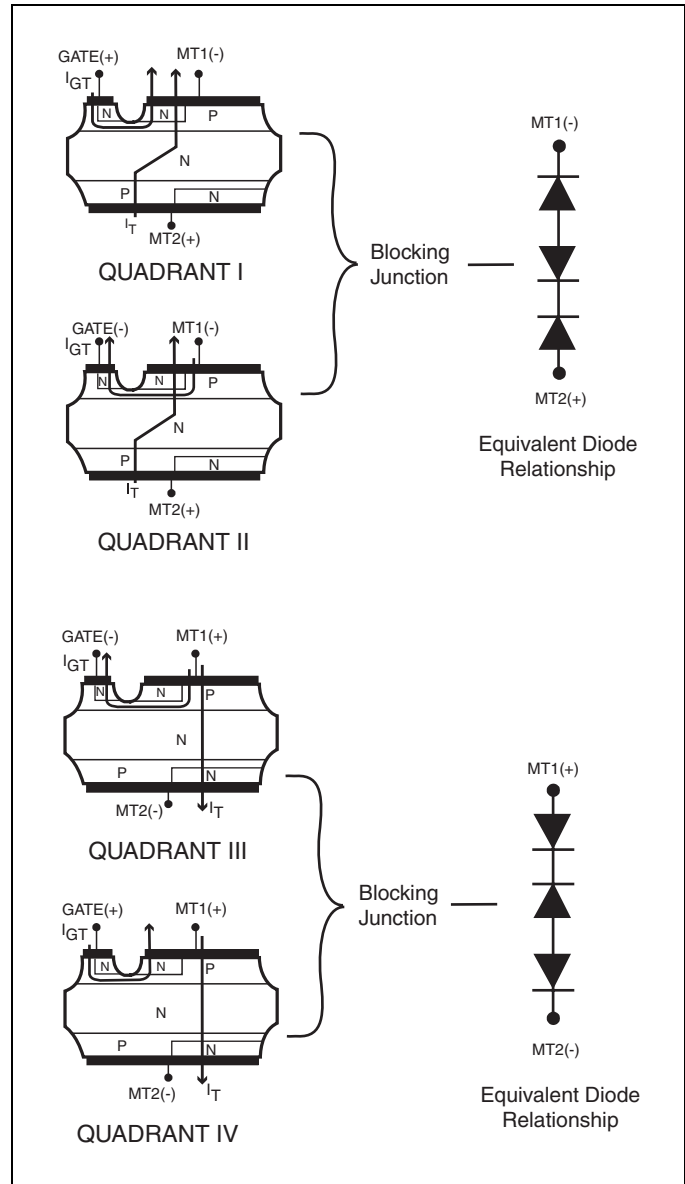 GATE(+) MT1(-)
IGT
N N P
N
P N
IT
MT2(+)
QUADRANT I
GATE(-) MT1(-)
IGT
N N P
N
P N
IT
MT2(+)
QUADRANT II
Blocking
Junction
MT1(-)
MT2(+)
Equivalent Diode
Relationship
GATE(-) MT1(+)
IGT
N N P
N
P N
MT2(-) IT
QUADRANT III
GATE(+) MT1(+)
IGT
N N P
N
P N
MT2(-) IT
QUADRANT IV
Blocking
Junction
MT1(+)
MT2(-)
Equivalent Diode
Relationship